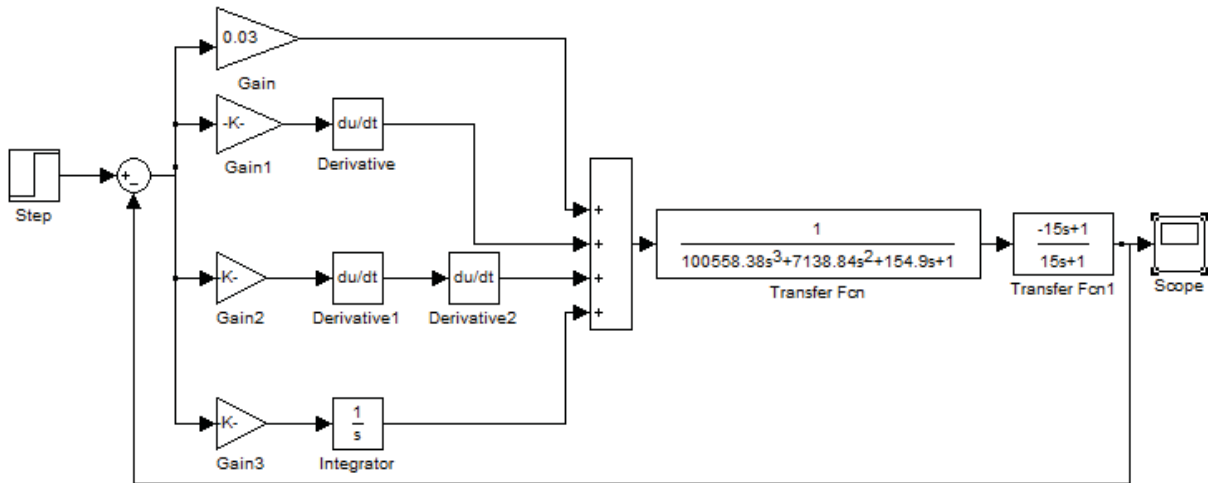 0.03
Gain
-K-
Gain1
du/dt
Derivative
Step
+
−
K-
Gain2
du/dt
Derivative1
du/dt
Derivative2
K-
Gain3
1
s
Integrator
+
+
+
+
1
100558.38s³+7138.84s²+154.9s+1
Transfer Fcn
-15s+1
15s+1
Transfer Fcn1
Scope